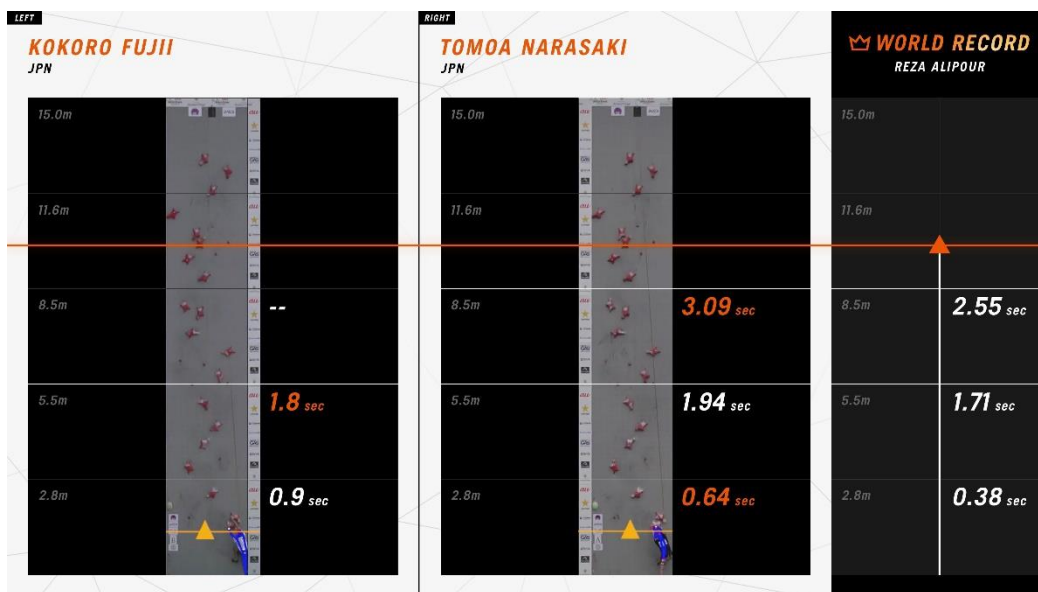 LEFT
KOKORO FUJII
JPN
15.0m
11.6m
8.5m
--
5.5m
1.8 sec
2.8m
0.9 sec
RIGHT
TOMOA NARASAKI
JPN
15.0m
11.6m
8.5m
3.09 sec
5.5m
1.94 sec
2.8m
0.64 sec
WORLD RECORD
REZA ALIPOUR
15.0m
11.6m
8.5m
2.55 sec
5.5m
1.71 sec
2.8m
0.38 sec